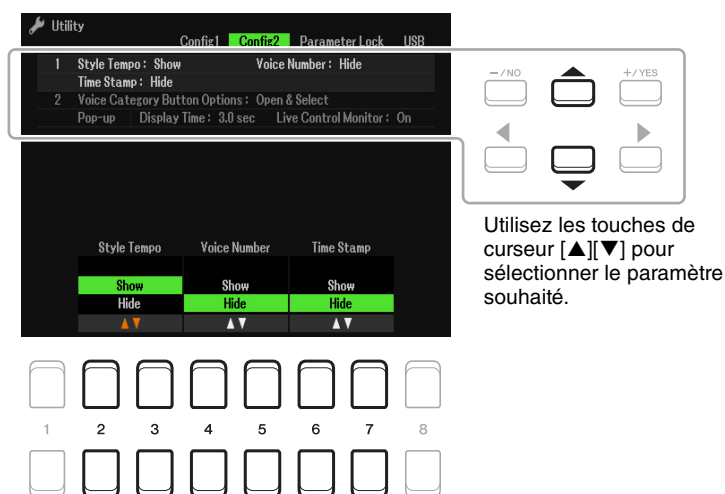 Utility
Config1 Config2 Parameter Lock USB
1 Style Tempo : Show Voice Number : Hide
Time Stamp : Hide
2 Voice Category Button Options : Open & Select
Pop-up Display Time : 3.0 sec Live Control Monitor : On
−/NO +/YES
Utilisez les touches de
curseur [▲][▼] pour
sélectionner le paramètre
souhaité.
Style Tempo Voice Number Time Stamp
Show Show Show
Hide Hide Hide
1 2 3 4 5 6 7 8